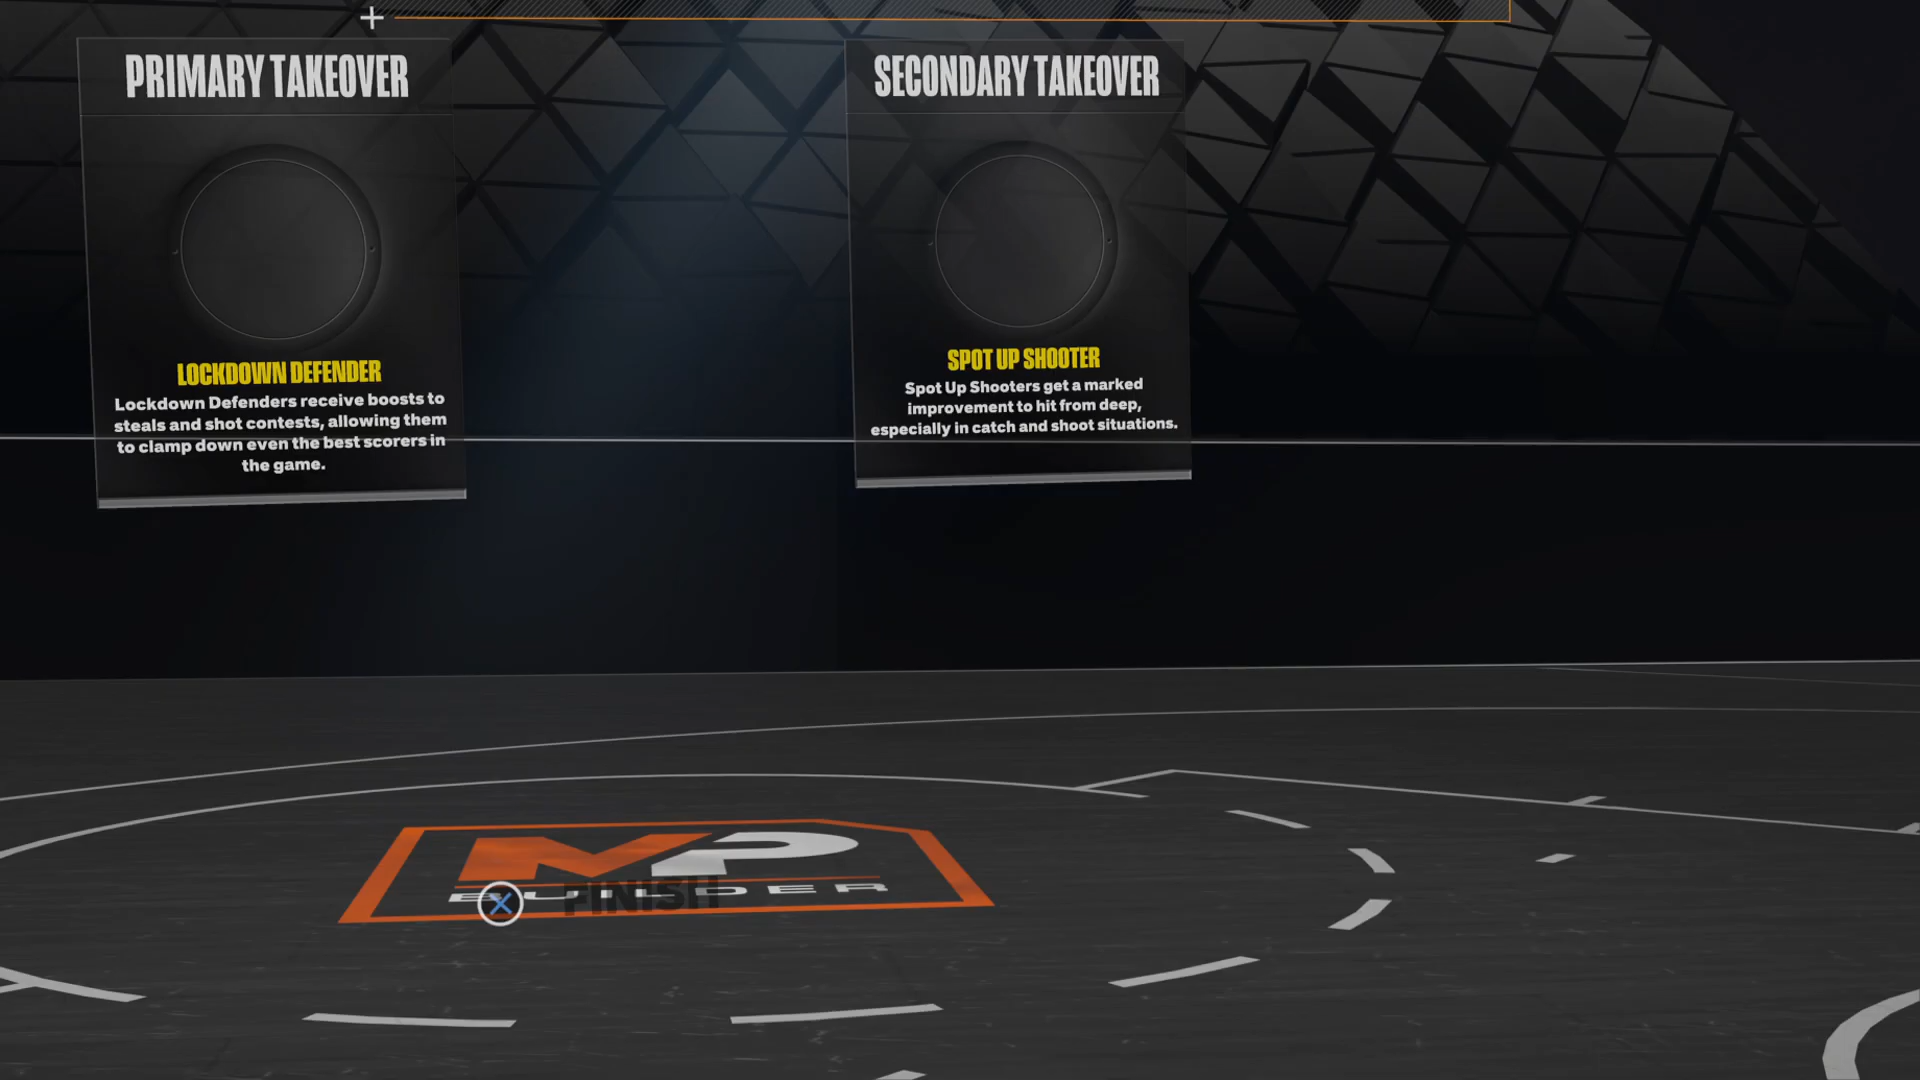 PRIMARY TAKEOVER
LOCKDOWN DEFENDER
Lockdown Defenders receive boosts to
steals and shot contests, allowing them
to clamp down even the best scorers in
the game.
SECONDARY TAKEOVER
SPOT UP SHOOTER
Spot Up Shooters get a marked
improvement to hit from deep,
especially in catch and shoot situations.
MP
BUILDER
FINISH